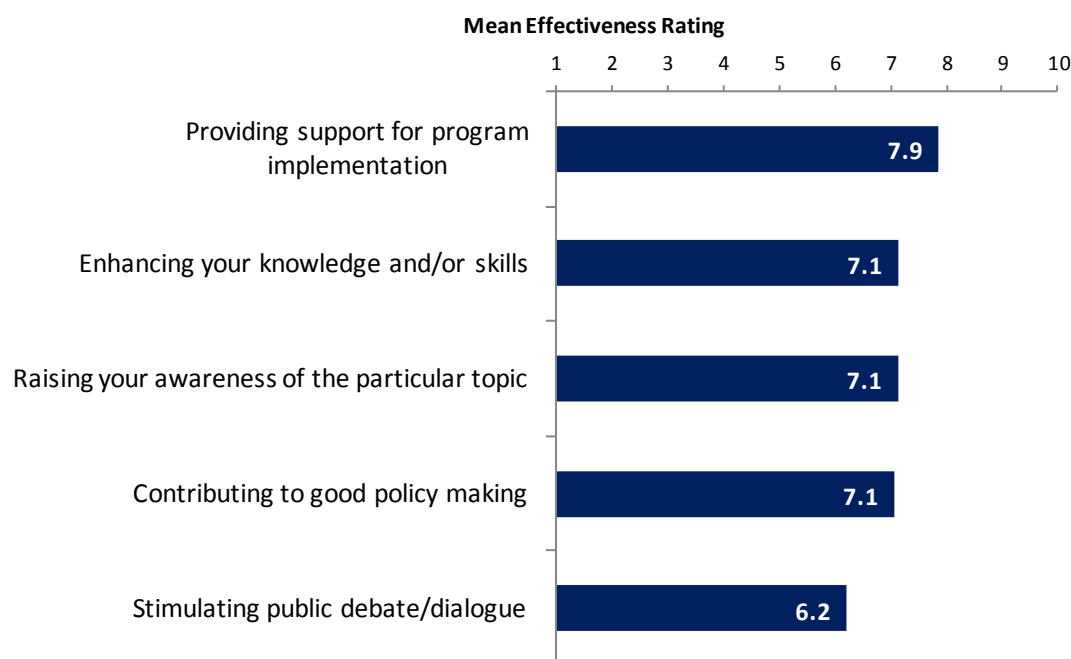 Mean Effectiveness Rating
1 2 3 4 5 6 7 8 9 10
Providing support for program
implementation
7.9
Enhancing your knowledge and/or skills
7.1
Raising your awareness of the particular topic
7.1
Contributing to good policy making
7.1
Stimulating public debate/dialogue
6.2